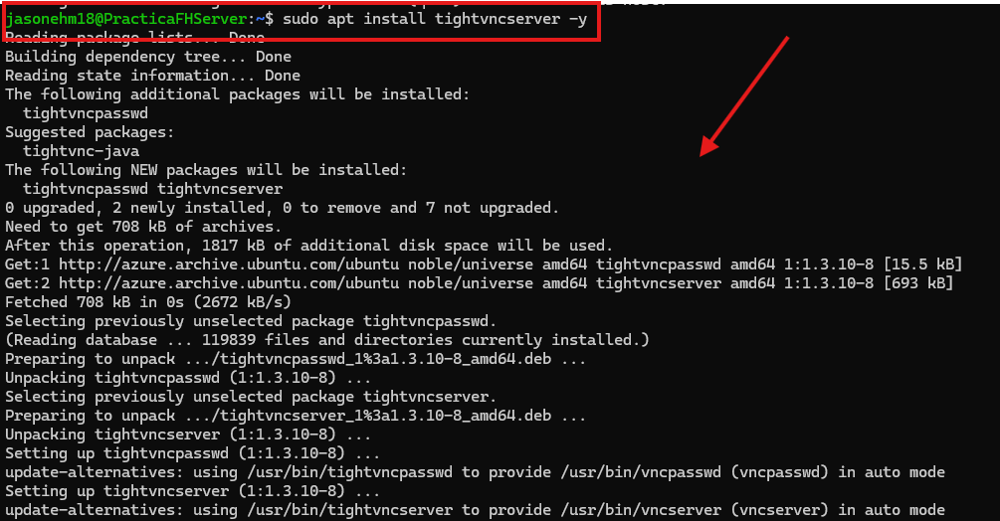 jasonehm18@PracticaFHServer:~$ sudo apt install tightvncserver -y
Reading package lists... Done
Building dependency tree... Done
Reading state information... Done
The following additional packages will be installed:
  tightvncpasswd
Suggested packages:
  tightvnc-java
The following NEW packages will be installed:
  tightvncpasswd tightvncserver
0 upgraded, 2 newly installed, 0 to remove and 7 not upgraded.
Need to get 708 kB of archives.
After this operation, 1817 kB of additional disk space will be used.
Get:1 http://azure.archive.ubuntu.com/ubuntu noble/universe amd64 tightvncpasswd amd64 1:1.3.10-8 [15.5 kB]
Get:2 http://azure.archive.ubuntu.com/ubuntu noble/universe amd64 tightvncserver amd64 1:1.3.10-8 [693 kB]
Fetched 708 kB in 0s (2672 kB/s)
Selecting previously unselected package tightvncpasswd.
(Reading database ... 119839 files and directories currently installed.)
Preparing to unpack .../tightvncpasswd_1%3a1.3.10-8_amd64.deb ...
Unpacking tightvncpasswd (1:1.3.10-8) ...
Selecting previously unselected package tightvncserver.
Preparing to unpack .../tightvncserver_1%3a1.3.10-8_amd64.deb ...
Unpacking tightvncserver (1:1.3.10-8) ...
Setting up tightvncpasswd (1:1.3.10-8) ...
update-alternatives: using /usr/bin/tightvncpasswd to provide /usr/bin/vncpasswd (vncpasswd) in auto mode
Setting up tightvncserver (1:1.3.10-8) ...
update-alternatives: using /usr/bin/tightvncserver to provide /usr/bin/vncserver (vncserver) in auto mode